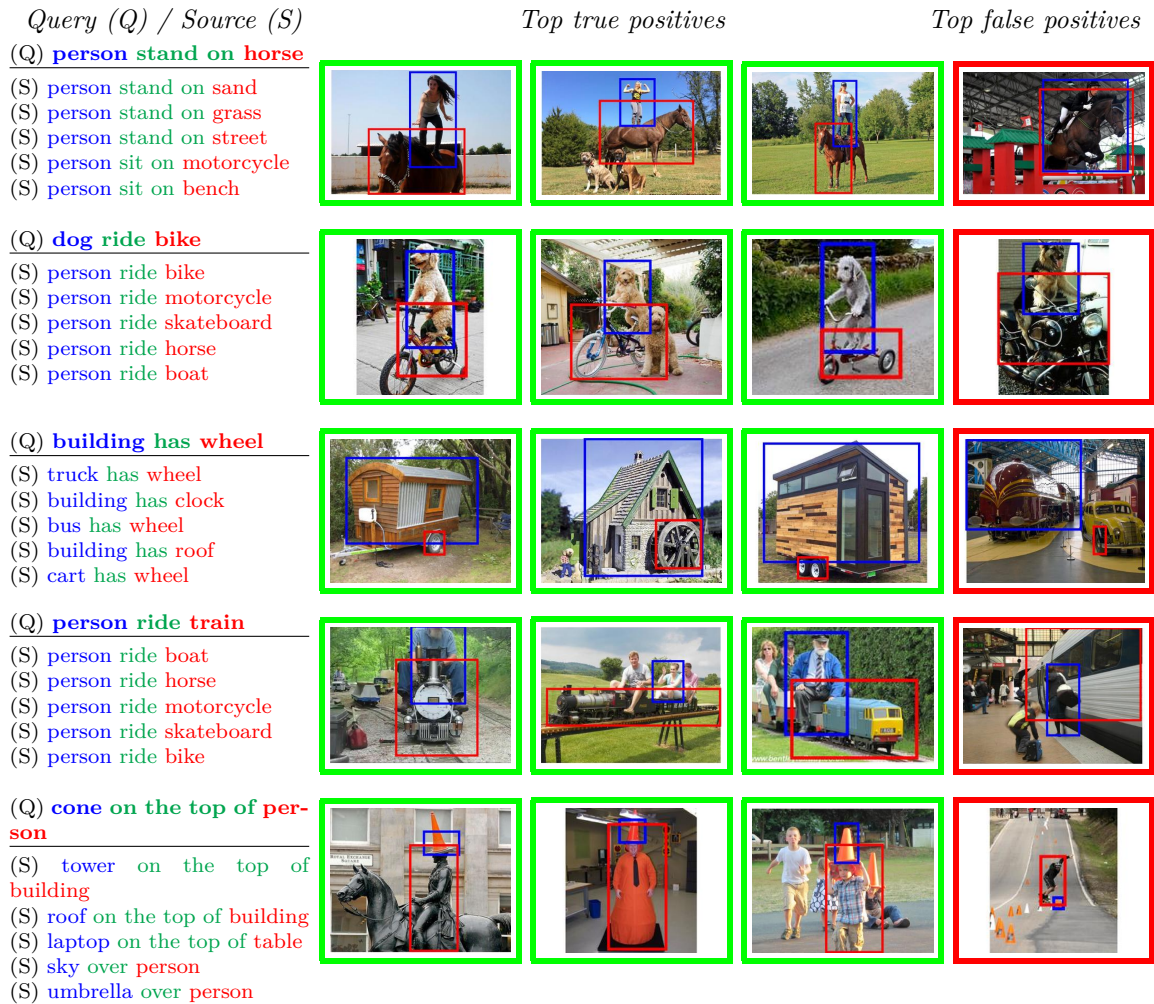 Query (Q) / Source (S)
Top true positives
Top false positives
(Q) person stand on horse
(S) person stand on sand
(S) person stand on grass
(S) person stand on street
(S) person sit on motorcycle
(S) person sit on bench
(Q) dog ride bike
(S) person ride bike
(S) person ride motorcycle
(S) person ride skateboard
(S) person ride horse
(S) person ride boat
(Q) building has wheel
(S) truck has wheel
(S) building has clock
(S) bus has wheel
(S) building has roof
(S) cart has wheel
(Q) person ride train
(S) person ride boat
(S) person ride horse
(S) person ride motorcycle
(S) person ride skateboard
(S) person ride bike
www.bentl
(Q) cone on the top of per-
son
(S) tower on the top of
building
(S) roof on the top of building
(S) laptop on the top of table
(S) sky over person
(S) umbrella over person
ROYAL EXCHANGE
SQUARE